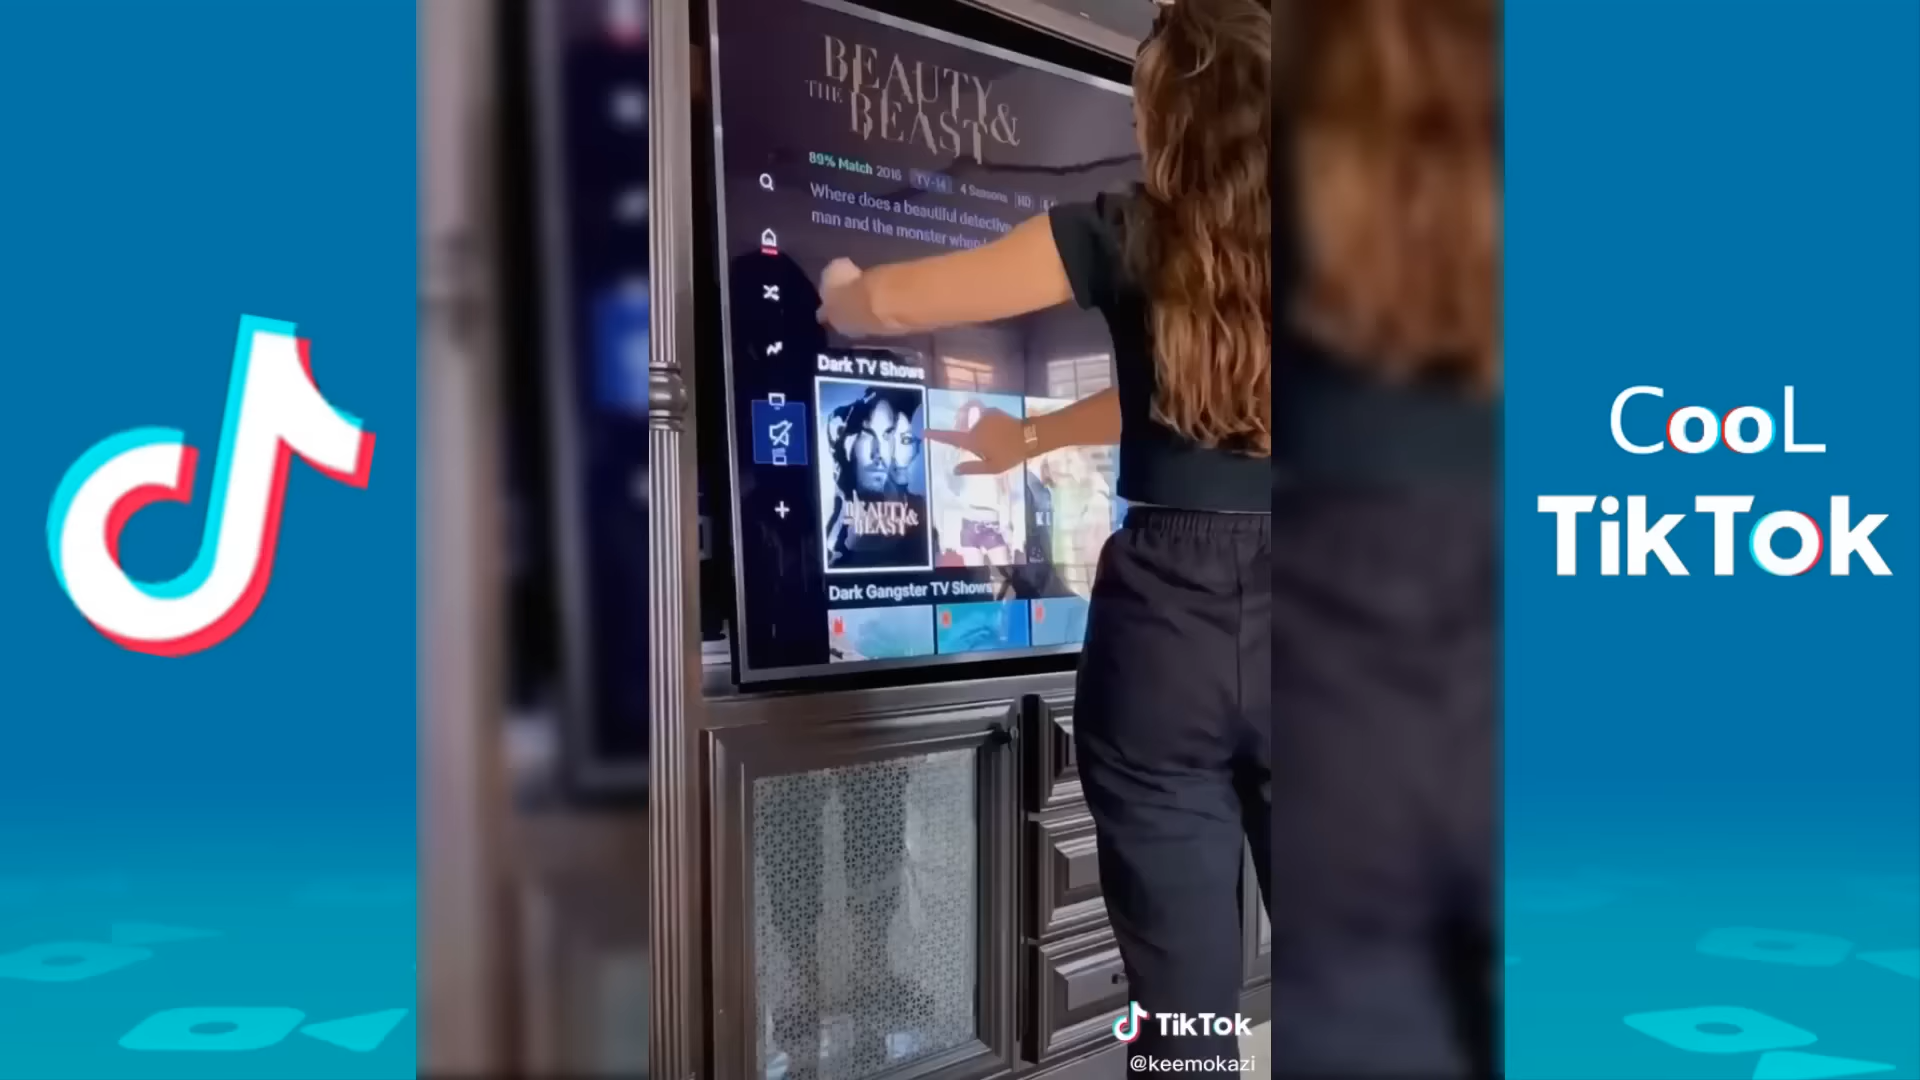 BEAUTY &
THE BEAST
89% Match 2016 TV-14 4 Seasons HD
Where does a beautiful detective
man and the monster when
Dark TV Shows
BEAUTY &
BEAST
Dark Gangster TV Shows
CooL
TikTok
TikTok
@keemokazi